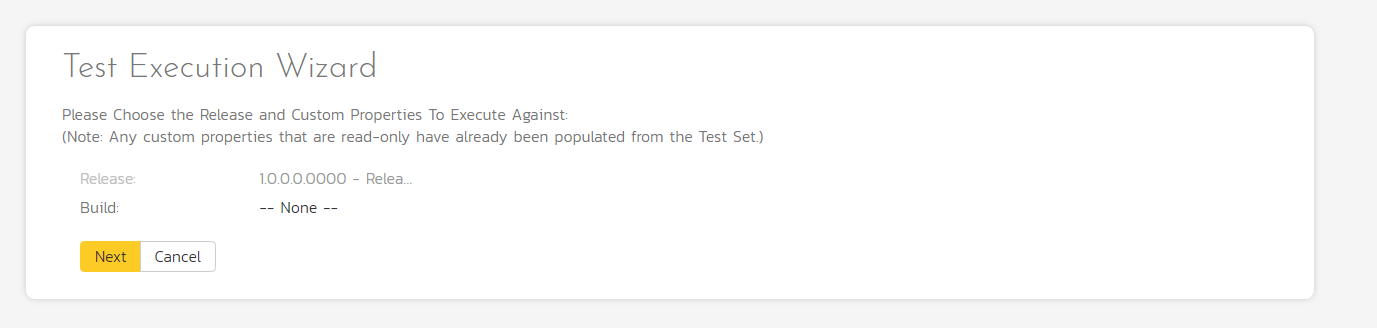 Test Execution Wizard
Please Choose the Release and Custom Properties To Execute Against:
(Note: Any custom properties that are read-only have already been populated from the Test Set.)
Release: 1.0.0.0.0000 - Relea...
Build: -- None --
Next Cancel